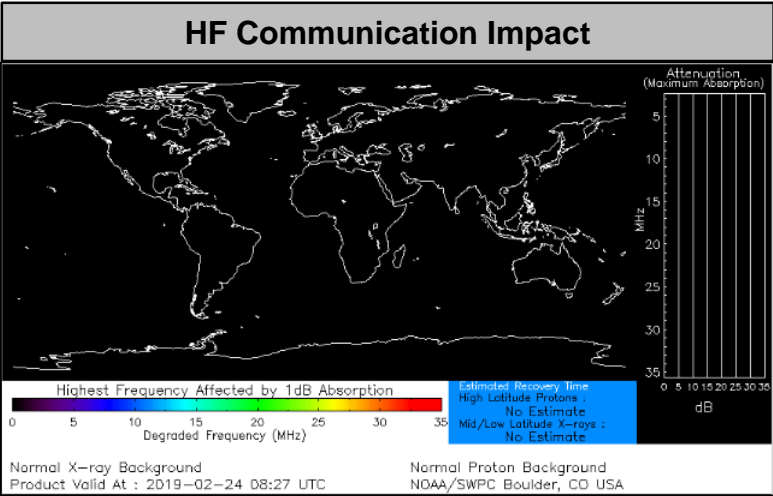 HF Communication Impact
Attenuation
(Maximum Absorption)
5
10
15
20
25
30
35
MHz
0 5 10 15 20 25 30 35
dB
Highest Frequency Affected by 1dB Absorption
0 5 10 15 20 25 30 35
Degraded Frequency (MHz)
Estimated Recovery Time
High Latitude Protons :
No Estimate
Mid/Low Latitude X-rays :
No Estimate
Normal X-ray Background
Normal Proton Background
Product Valid At : 2019-02-24 08:27 UTC
NOAA/SWPC Boulder, CO USA